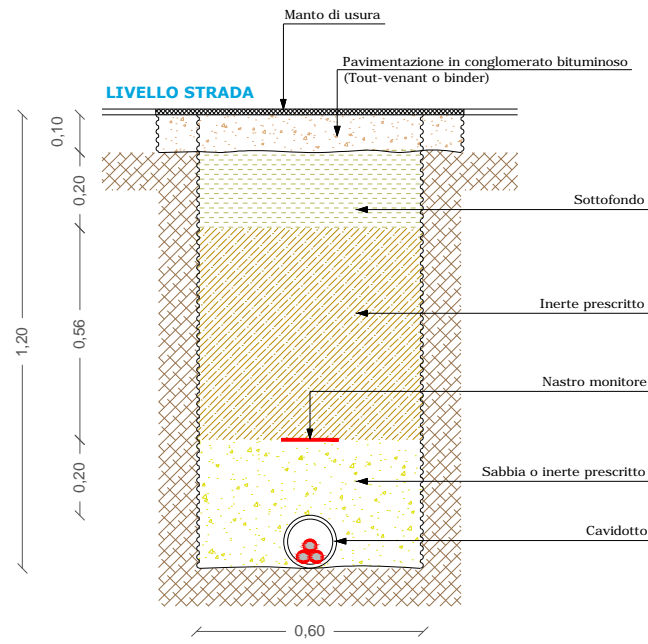 Manto di usura
Pavimentazione in conglomerato bituminoso
(Tout-venant o binder)
LIVELLO STRADA
0,10
0,20
Sottofondo
1,20
0,56
Inerte prescritto
Nastro monitore
0,20
Sabbia o inerte prescritto
Cavidotto
0,60